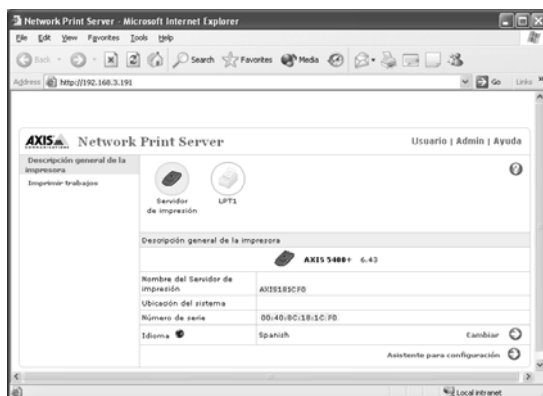 Network Print Server - Microsoft Internet Explorer
File Edit View Favorites Tools Help
Back Search Favorites Media
Address http://192.168.3.191 Go Links »
AXIS COMMUNICATIONS Network Print Server Usuario | Admin | Ayuda
Descripción general de la impresora
Imprimir trabajos
Servidor de impresión
LPT1
Descripción general de la impresora
AXIS 5400+ 6.43
Nombre del Servidor de impresión AXIS181CF0
Ubicación del sistema
Número de serie 00:40:8C:18:1C:F0
Idioma Spanish Cambiar
Asistente para configuración
Local intranet